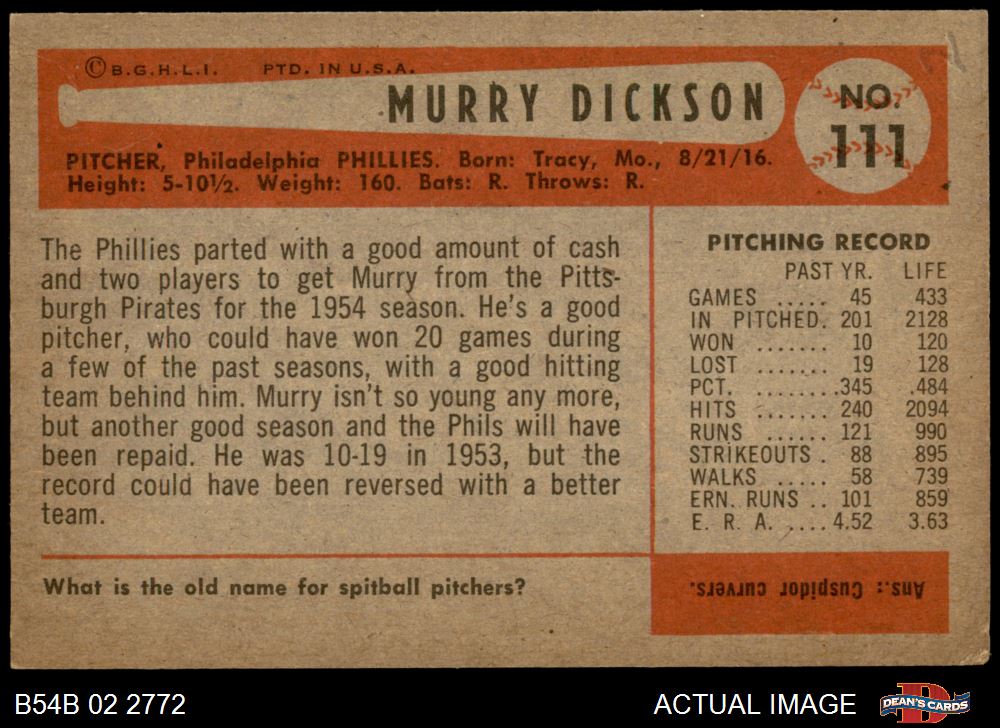 © B.G.H.L.I. PTD. IN U.S.A.
MURRY DICKSON
NO.
111
PITCHER, Philadelphia PHILLIES. Born: Tracy, Mo., 8/21/16.
Height: 5-10½. Weight: 160. Bats: R. Throws: R.
The Phillies parted with a good amount of cash
and two players to get Murry from the Pitts-
burgh Pirates for the 1954 season. He's a good
pitcher, who could have won 20 games during
a few of the past seasons, with a good hitting
team behind him. Murry isn't so young any more,
but another good season and the Phils will have
been repaid. He was 10-19 in 1953, but the
record could have been reversed with a better
team.
PITCHING RECORD
PAST YR. LIFE
GAMES ..... 45 433
IN PITCHED. 201 2128
WON ....... 10 120
LOST ....... 19 128
PCT. ........345 .484
HITS ....... 240 2094
RUNS ...... 121 990
STRIKEOUTS . 88 895
WALKS ..... 58 739
ERN. RUNS .. 101 859
E. R. A. .... 4.52 3.63
What is the old name for spitball pitchers?
Ans.: Cuspidor curvers.
B54B 02 2772
ACTUAL IMAGE
DEAN'S CARDS